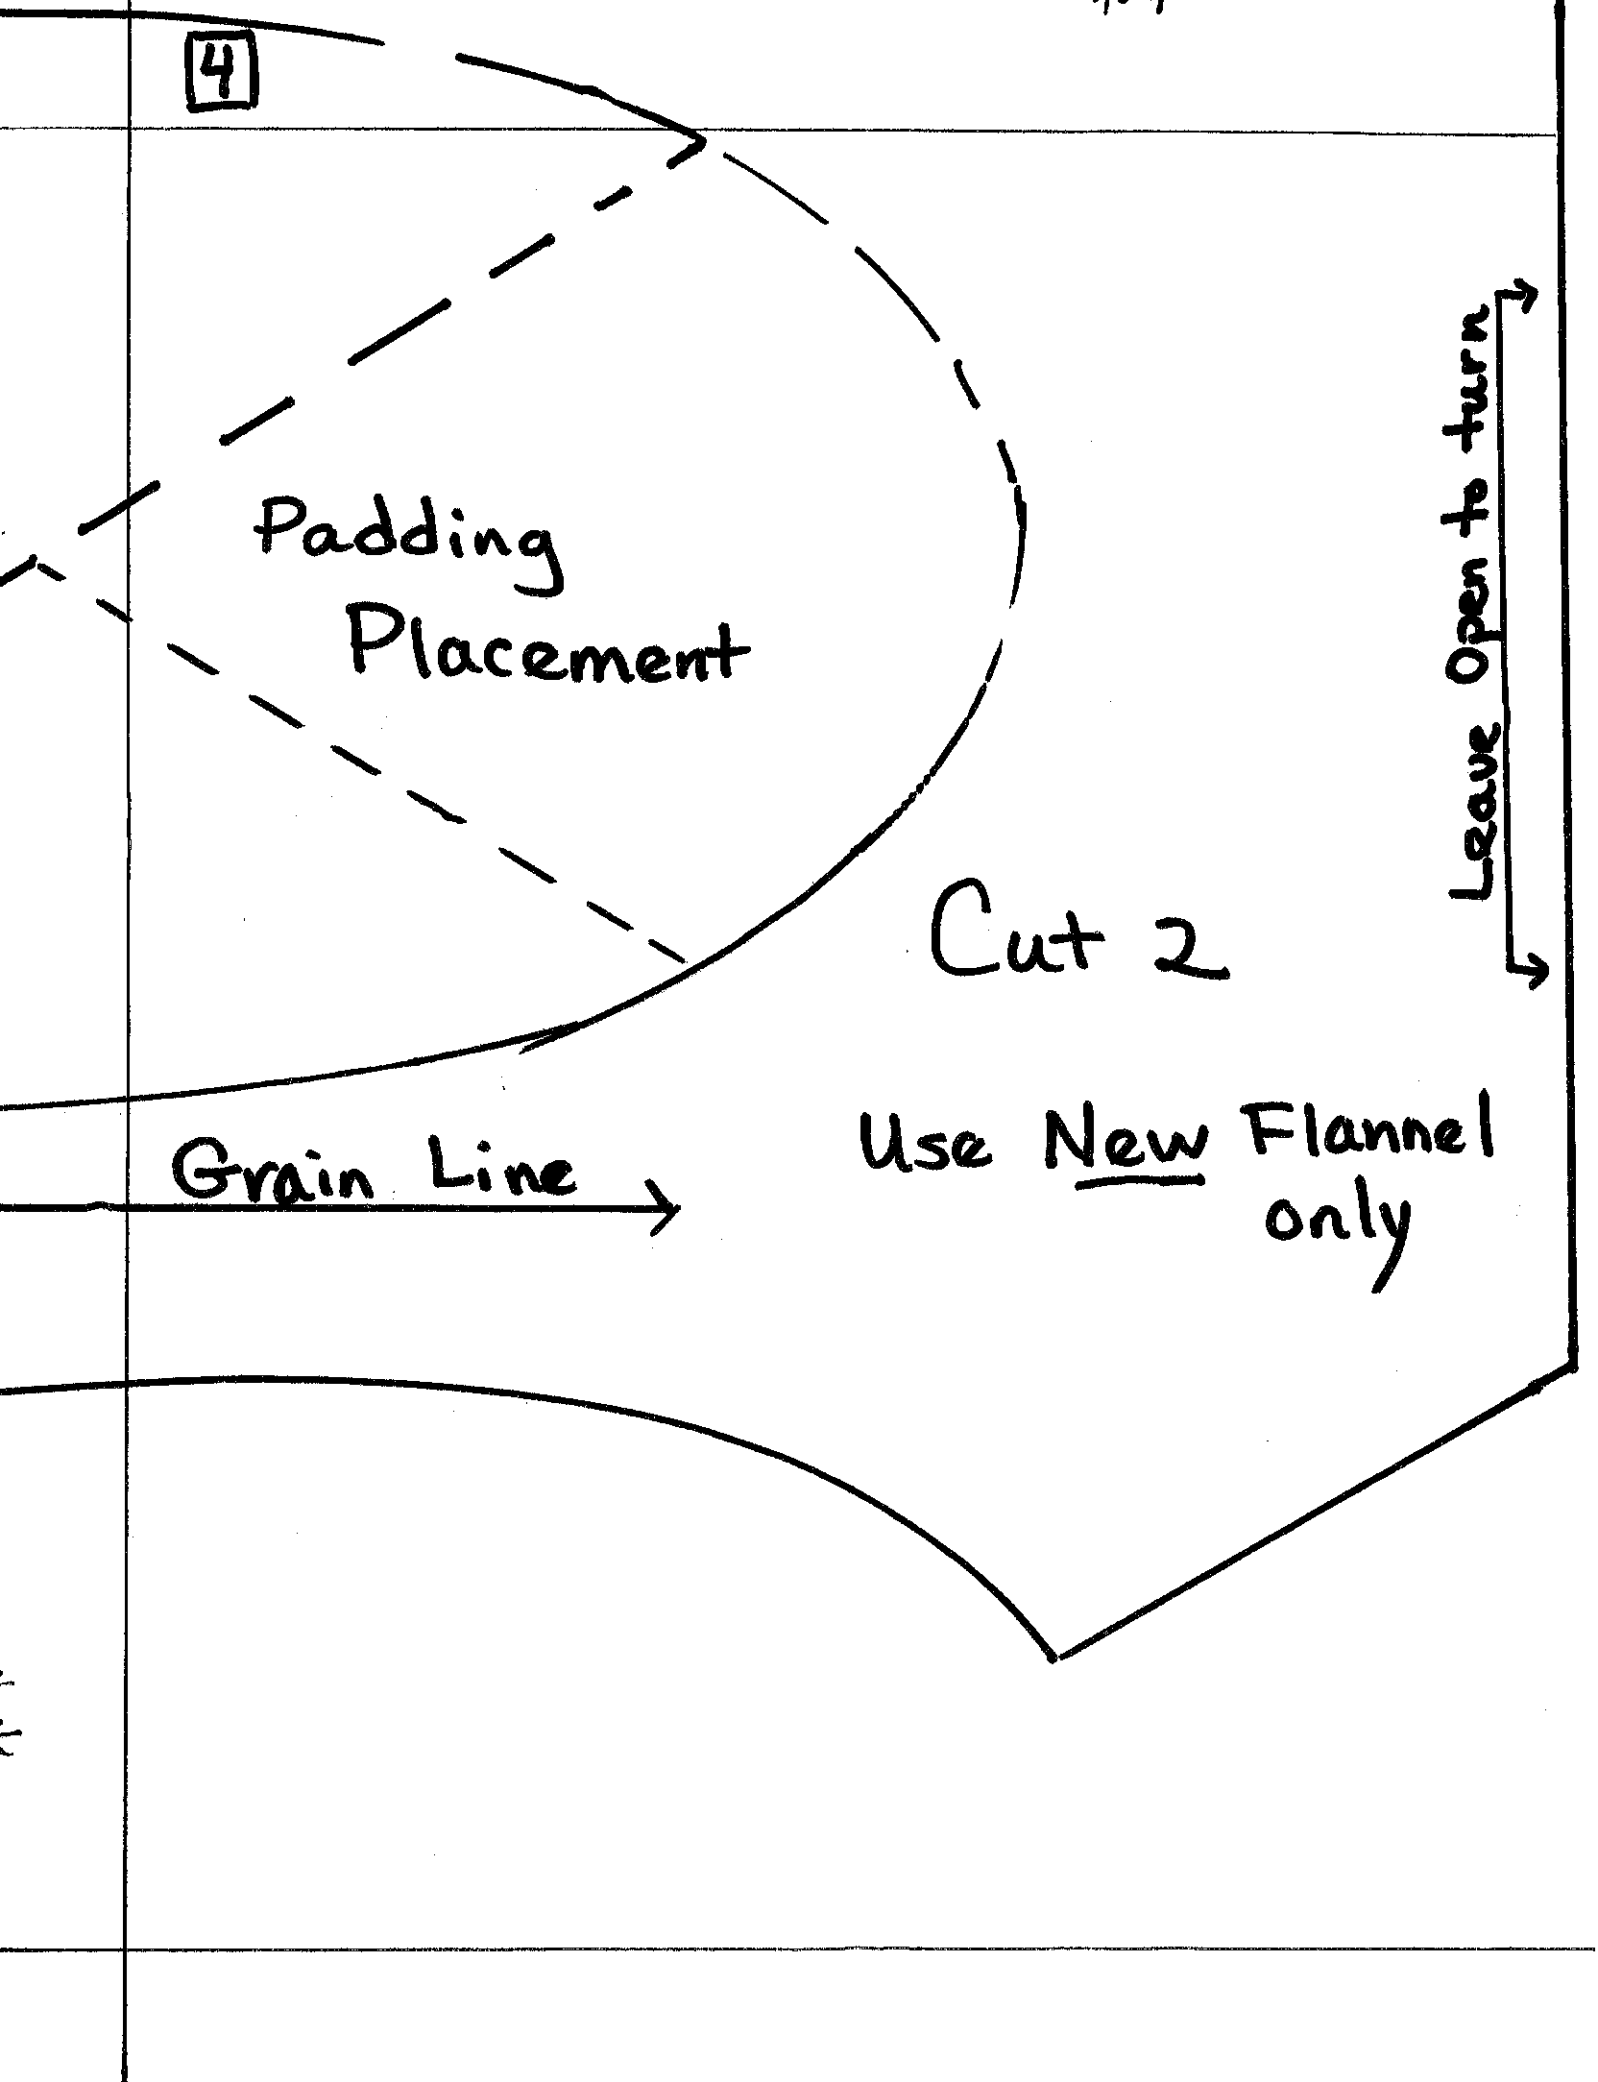 4
Padding
Placement
Leave Open to turn
Cut 2
Use New Flannel
only
Grain Line